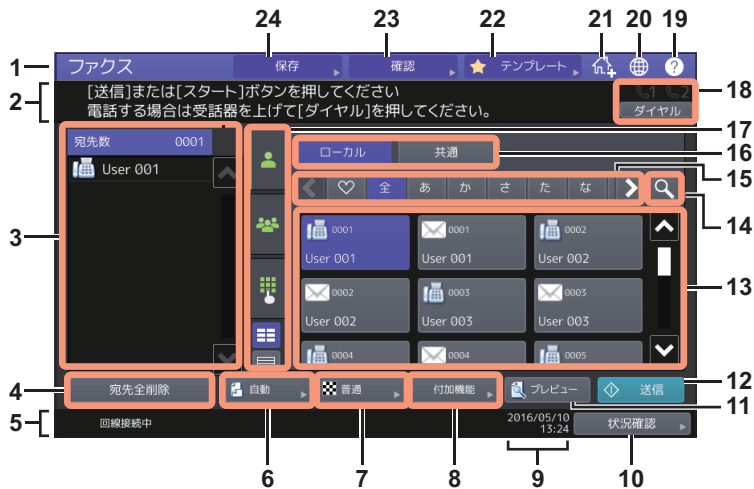 24 23 22 21 20 19
1 ファクス 保存 確認 テンプレート ?
2 [送信]または[スタート]ボタンを押してください
電話する場合は受話器を上げて[ダイヤル]を押してください。
1 2 18
ダイヤル
17
宛先数 0001
ローカル 共通 16
User 001
15
全 あ か さ た な
14
3
0001 0001 0002
User 001 User 001 User 002
13
0002 0003 0003
User 002 User 003 User 003
0004 0004 0005
4 宛先全削除 自動 普通 付加機能 プレビュー 送信 12
11
5 回線接続中 2016/05/10
13:24 状況確認
6 7 8 9 10